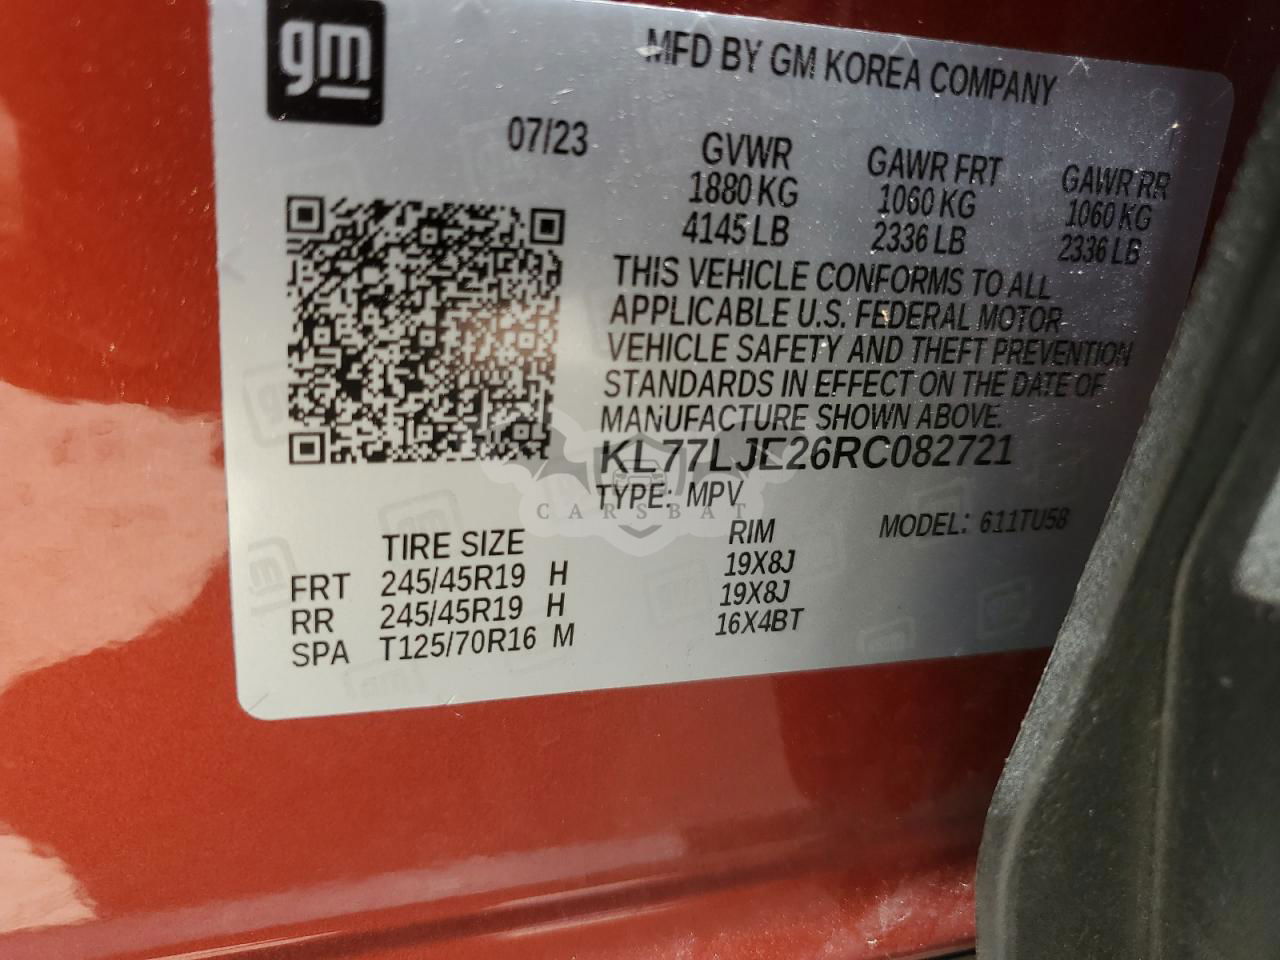 gm
MFD BY GM KOREA COMPANY
07/23
GVWR GAWR FRT GAWR RR
1880 KG 1060 KG 1060 KG
4145 LB 2336 LB 2336 LB
THIS VEHICLE CONFORMS TO ALL
APPLICABLE U.S. FEDERAL MOTOR
VEHICLE SAFETY AND THEFT PREVENTION
STANDARDS IN EFFECT ON THE DATE OF
MANUFACTURE SHOWN ABOVE.
KL77LJE26RC082721
TYPE: MPV
CARSBAT
MODEL: 611TU58
TIRE SIZE RIM
FRT 245/45R19 H 19X8J
RR 245/45R19 H 19X8J
SPA T125/70R16 M 16X4BT